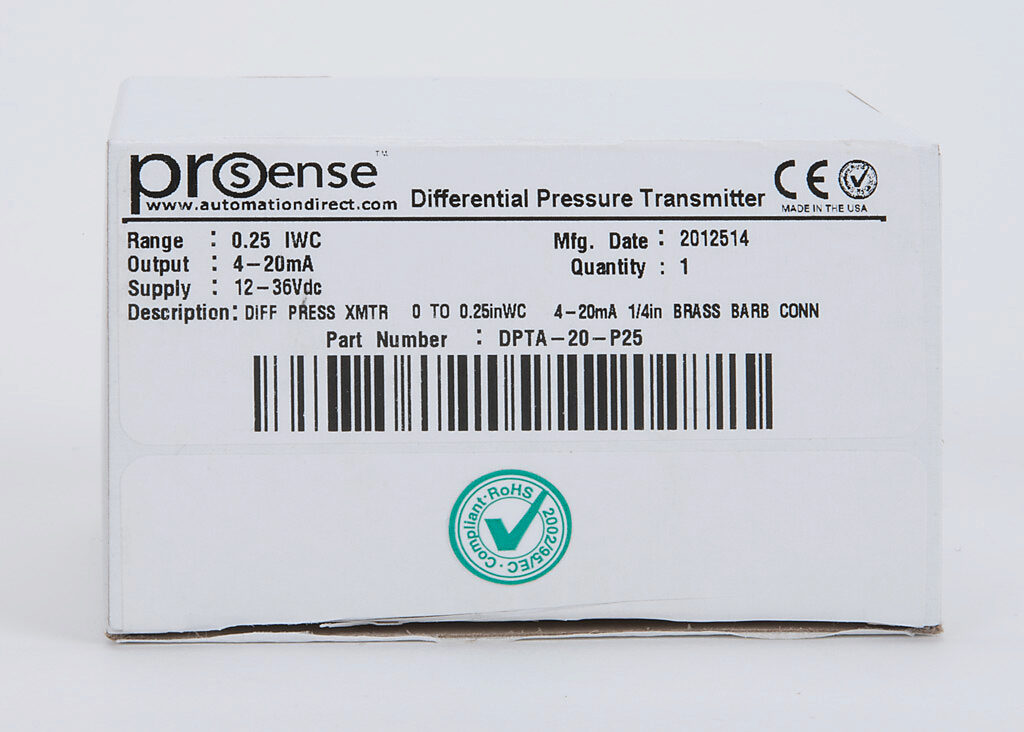 prosense™
www.automationdirect.com Differential Pressure Transmitter CE
MADE IN THE USA
Range : 0.25 IWC
Mfg. Date : 2012514
Output : 4-20mA
Quantity : 1
Supply : 12-36Vdc
Description: DIFF PRESS XMTR 0 TO 0.25inWC 4-20mA 1/4in BRASS BARB CONN
Part Number : DPTA-20-P25
Compliant·RoHS
2002/95/EC